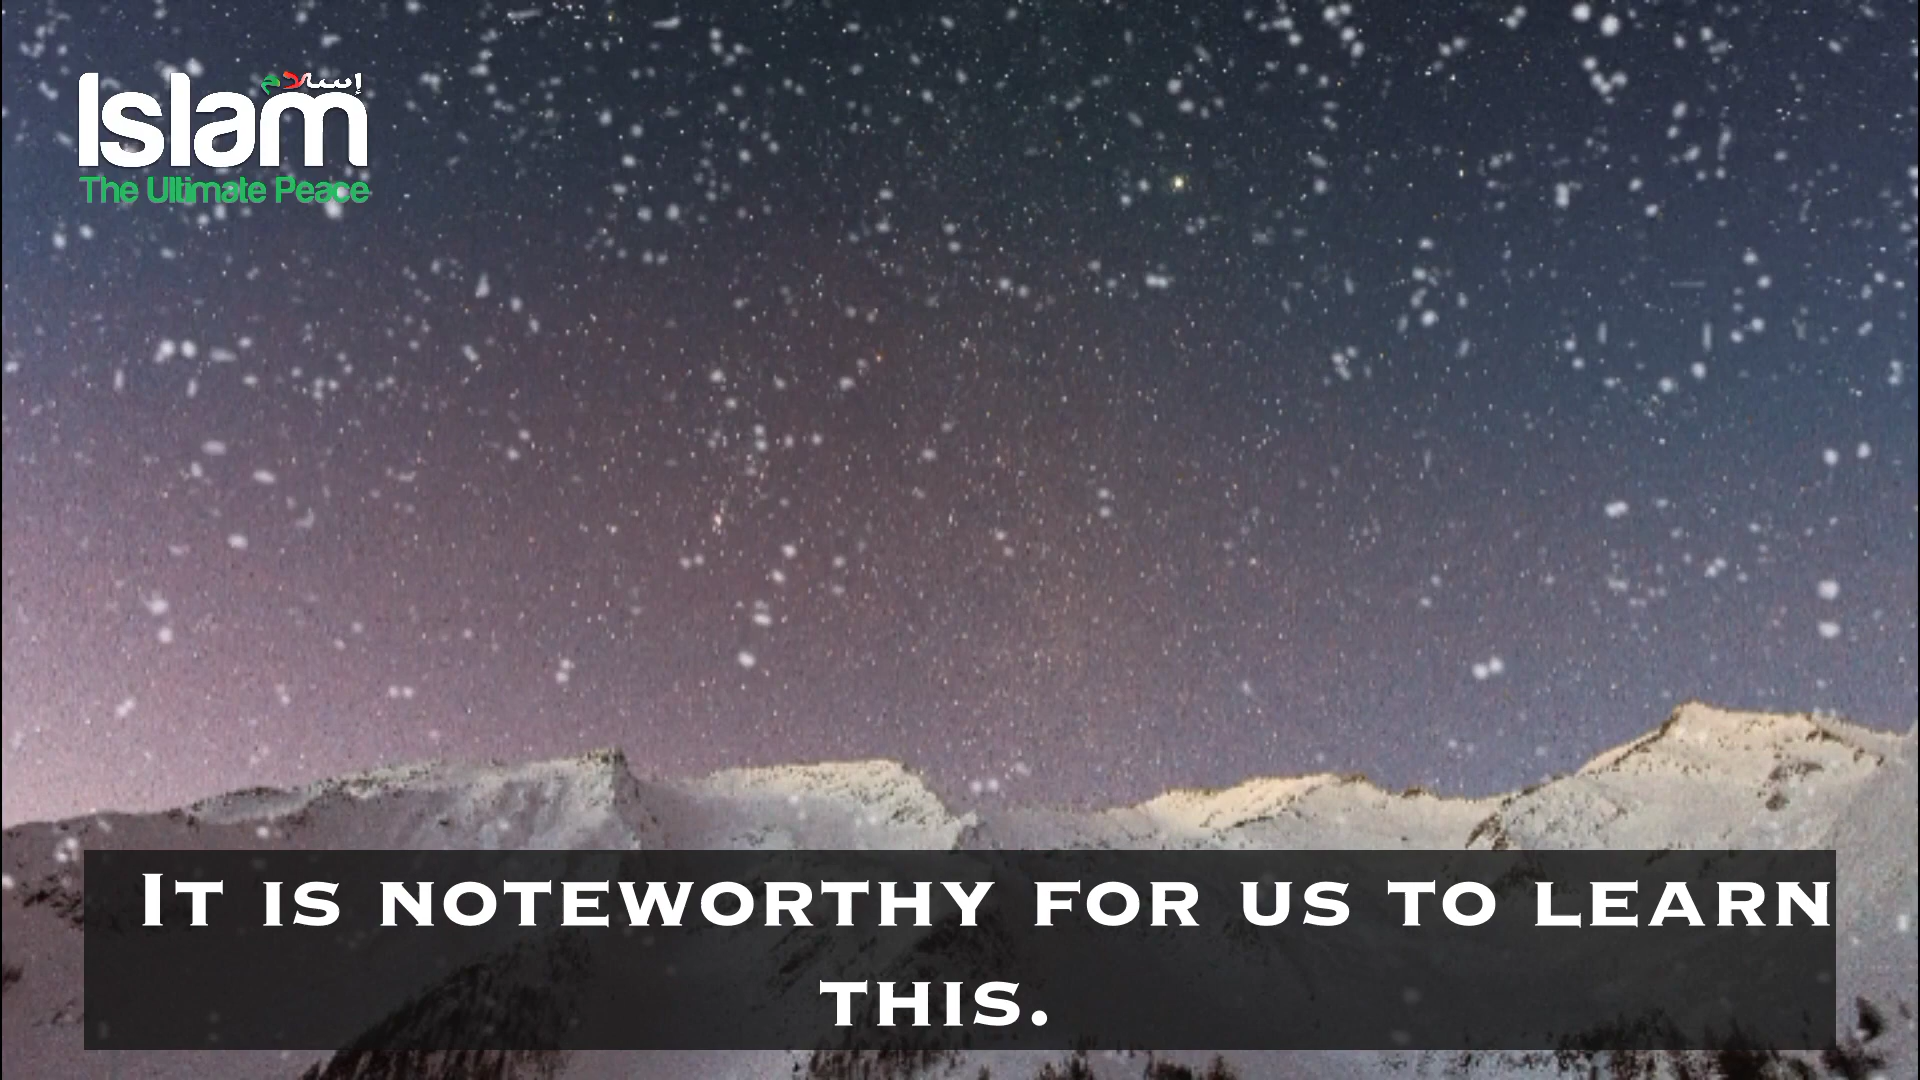 إسلام
Islam
The Ultimate Peace
IT IS NOTEWORTHY FOR US TO LEARN
THIS.